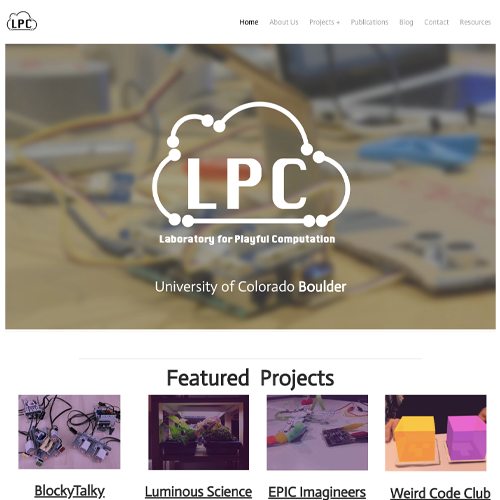 LPC
Home About Us Projects + Publications Blog Contact Resources
LPC
Laboratory for Playful Computation
University of Colorado Boulder
Featured Projects
BlockyTalky Luminous Science EPIC Imagineers Weird Code Club